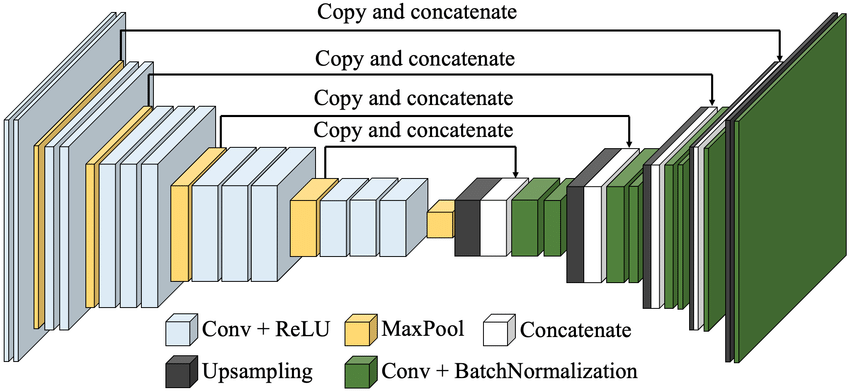 Copy and concatenate
Copy and concatenate
Copy and concatenate
Copy and concatenate
Conv + ReLU MaxPool Concatenate
Upsampling Conv + BatchNormalization